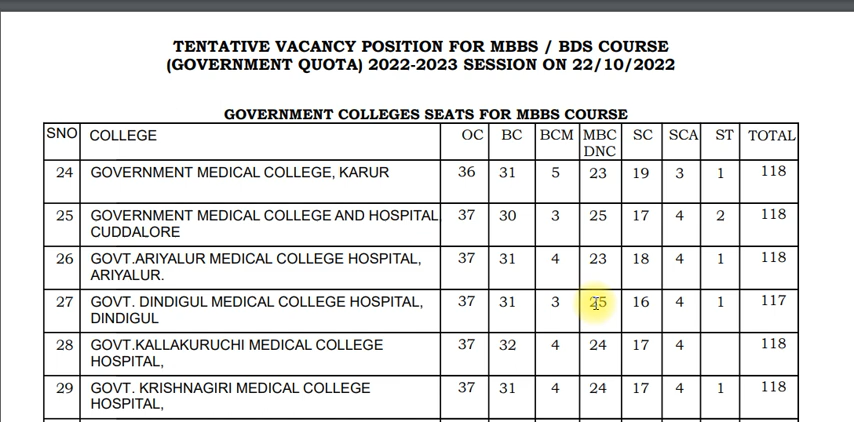 TENTATIVE VACANCY POSITION FOR MBBS / BDS COURSE
(GOVERNMENT QUOTA) 2022-2023 SESSION ON 22/10/2022
GOVERNMENT COLLEGES SEATS FOR MBBS COURSE
SNO COLLEGE OC BC BCM MBC DNC SC SCA ST TOTAL
24 GOVERNMENT MEDICAL COLLEGE, KARUR 36 31 5 23 19 3 1 118
25 GOVERNMENT MEDICAL COLLEGE AND HOSPITAL 37 30 3 25 17 4 2 118
CUDDALORE
26 GOVT.ARIYALUR MEDICAL COLLEGE HOSPITAL, 37 31 4 23 18 4 1 118
ARIYALUR.
27 GOVT. DINDIGUL MEDICAL COLLEGE HOSPITAL, 37 31 3 25 16 4 1 117
DINDIGUL
28 GOVT.KALLAKURUCHI MEDICAL COLLEGE 37 32 4 24 17 4 118
HOSPITAL,
29 GOVT. KRISHNAGIRI MEDICAL COLLEGE 37 31 4 24 17 4 1 118
HOSPITAL,